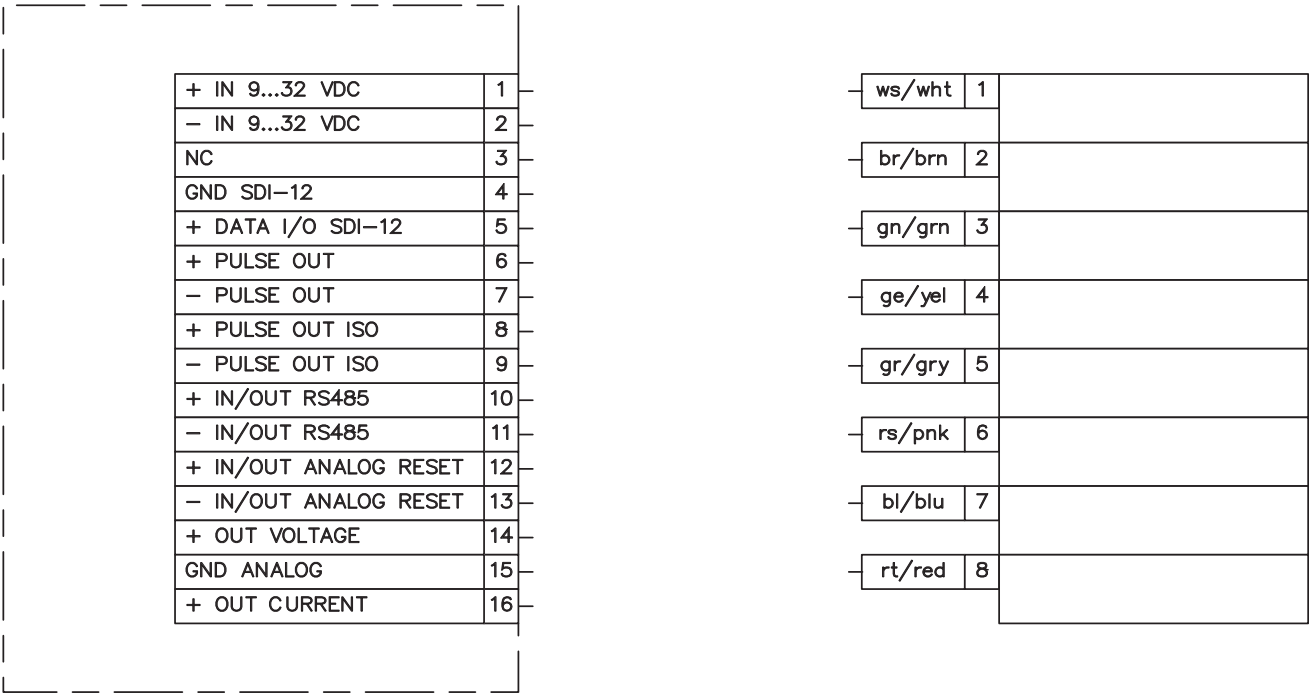 + IN 9...32 VDC 1
- IN 9...32 VDC 2
NC 3
GND SDI-12 4
+ DATA I/O SDI-12 5
+ PULSE OUT 6
- PULSE OUT 7
+ PULSE OUT ISO 8
- PULSE OUT ISO 9
+ IN/OUT RS485 10
- IN/OUT RS485 11
+ IN/OUT ANALOG RESET 12
- IN/OUT ANALOG RESET 13
+ OUT VOLTAGE 14
GND ANALOG 15
+ OUT CURRENT 16
ws/wht 1
br/brn 2
gn/grn 3
ge/yel 4
gr/gry 5
rs/pnk 6
bl/blu 7
rt/red 8